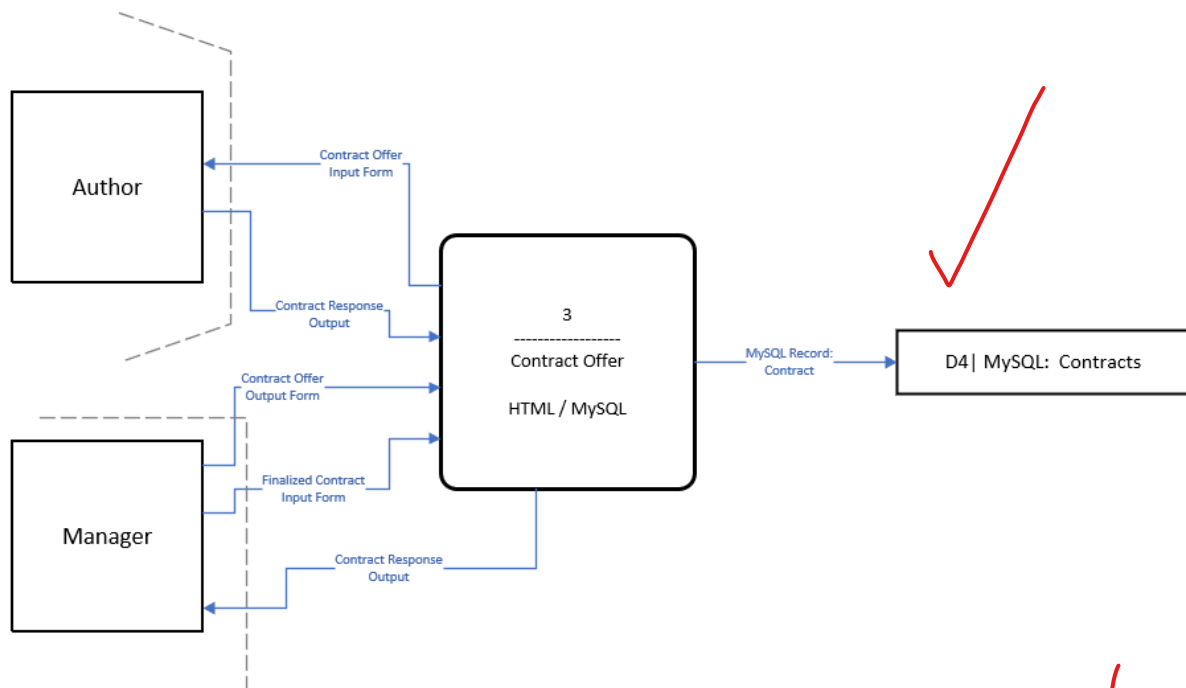 Author
Contract Offer
Input Form
Contract Response
Output
3
------------------
Contract Offer
HTML / MySQL
MySQL Record:
Contract
D4| MySQL:  Contracts
Contract Offer
Output Form
Manager
Finalized Contract
Input Form
Contract Response
Output